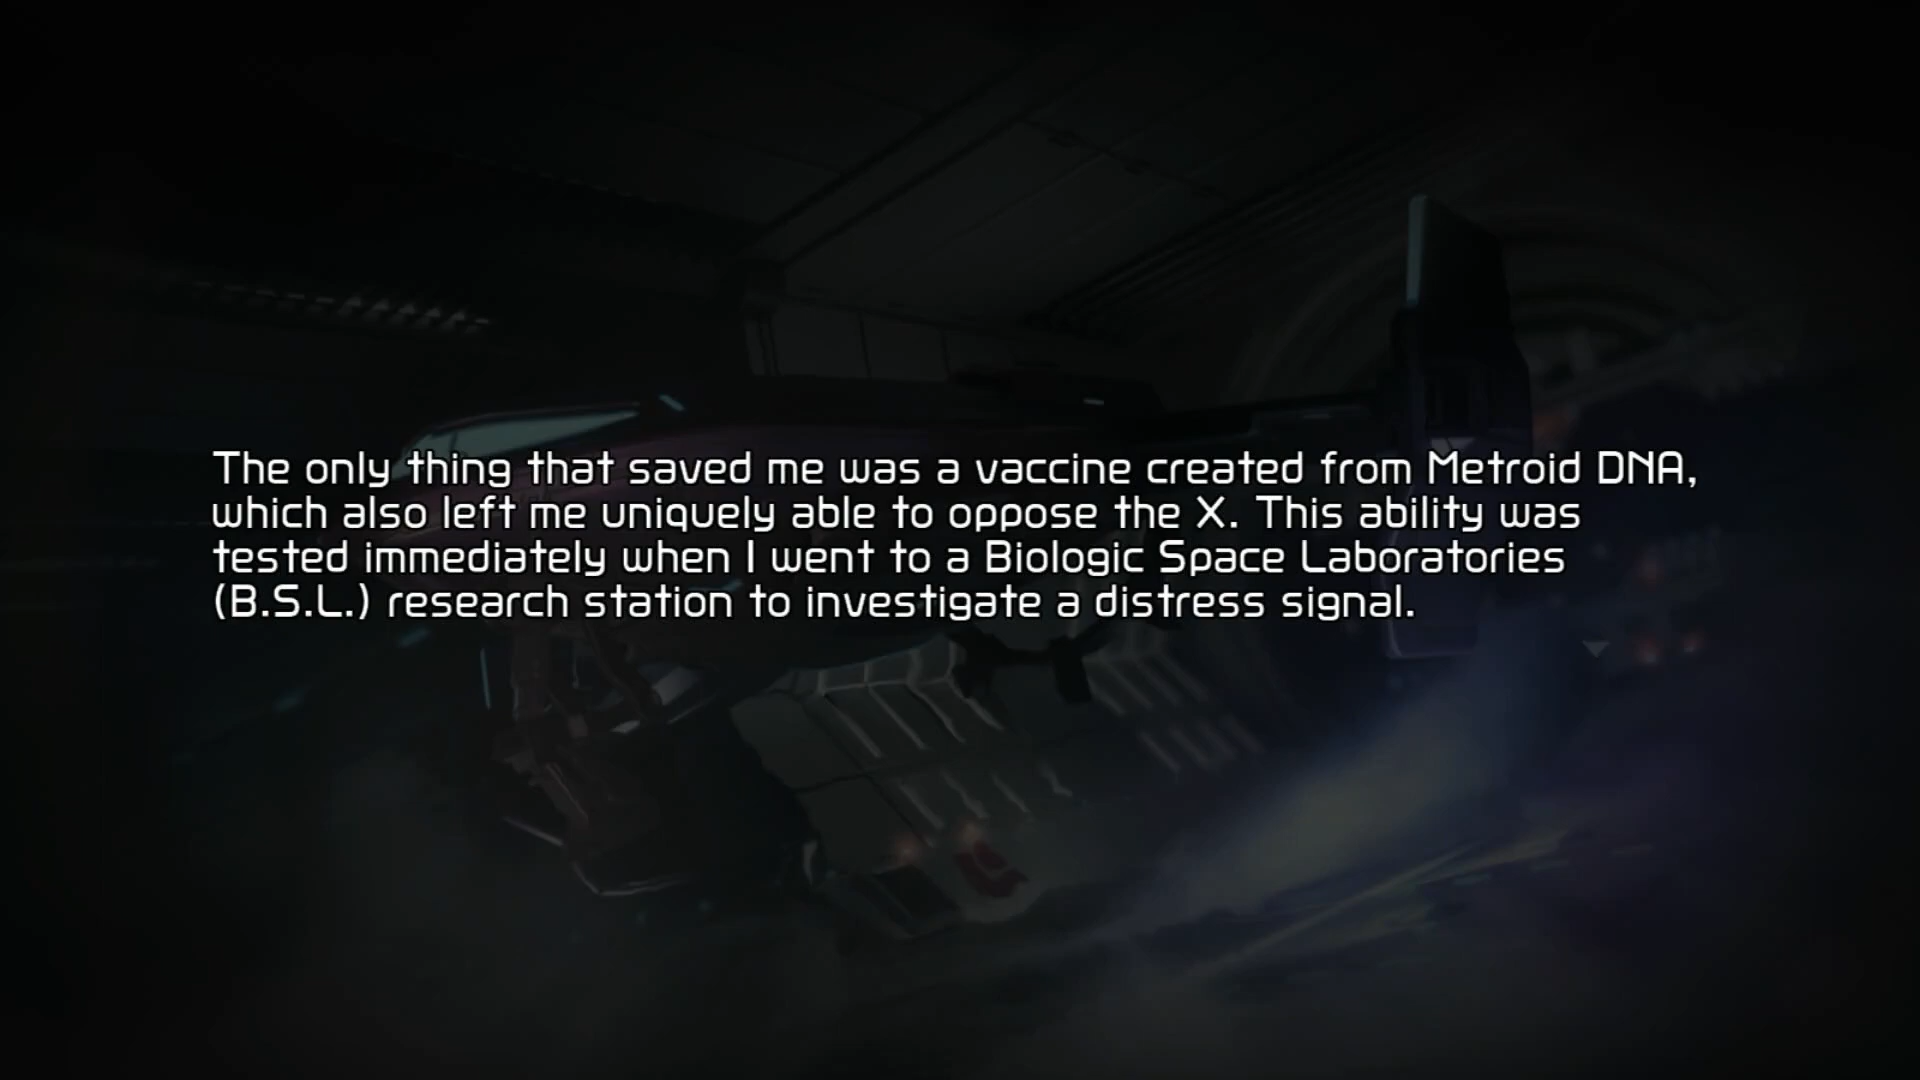 The only thing that saved me was a vaccine created from Metroid DNA,
which also left me uniquely able to oppose the X. This ability was
tested immediately when I went to a Biologic Space Laboratories
(B.S.L.) research station to investigate a distress signal.